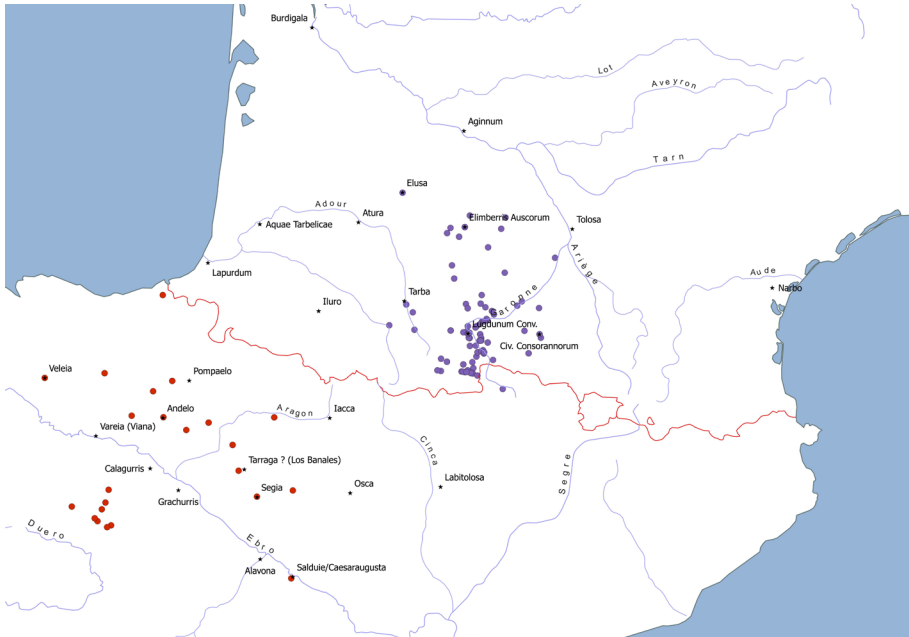 Burdigala
Lot
Aveyron
Aginnum
Tarn
Elusa
Adour
Atura
Elimberris Auscorum
Aquae Tarbelicae
Tolosa
Ariège
Lapurdum
Aude
Narbo
Tarba
Iluro
Garonne
Lugdunum Conv.
Civ. Consorannorum
Veleia
Pompaelo
Andelo
Aragon
Iacca
Vareia (Viana)
Cinca
Segre
Calagurris
Tarraga ? (Los Banales)
Labitolosa
Grachurris
Segia
Osca
Duero
Ebro
Alavona
Salduie/Caesaraugusta